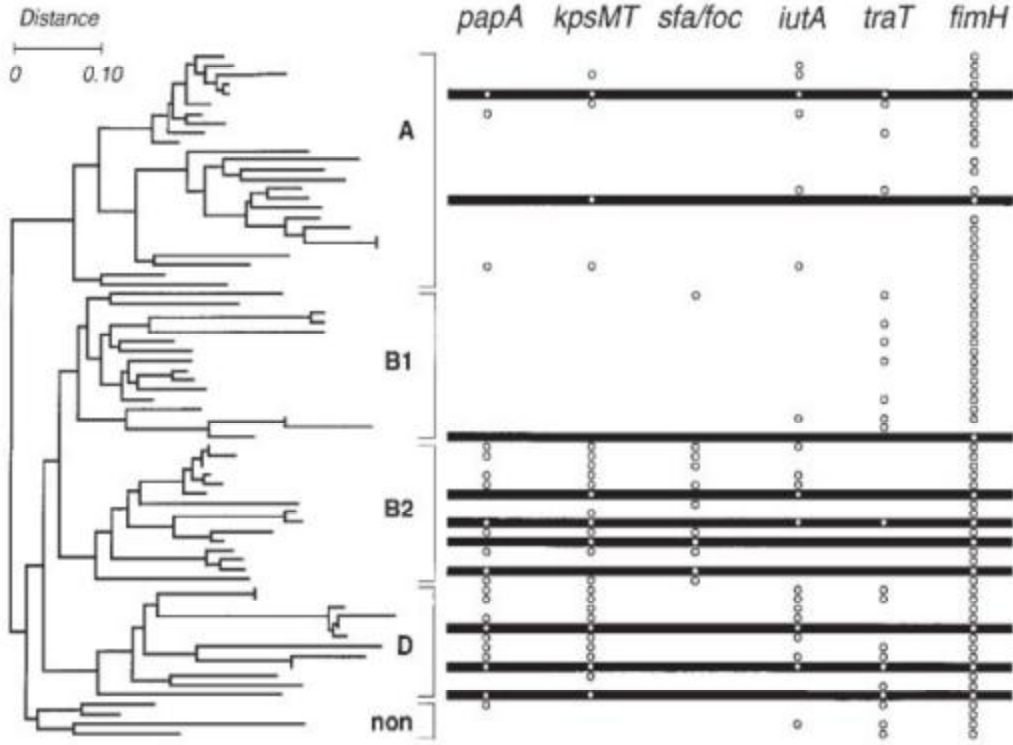 Distance
0 0.10
papA kpsMT sfa/foc iutA traT fimH
A
B1
B2
D
non